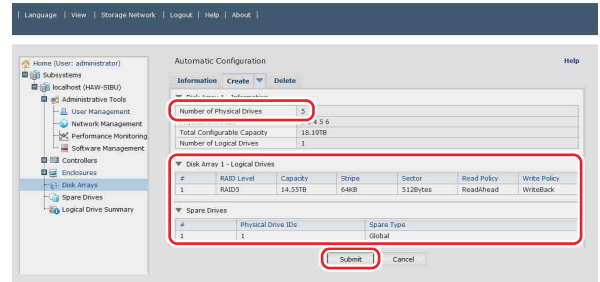 | Language | View | Storage Network | Logout | Help | About |
Home (User: administrator)
Subsystems
localhost (HAW-SIBU)
Administrative Tools
User Management
Network Management
Performance Monitoring
Software Management
Controllers
Enclosures
Disk Arrays
Spare Drives
Logical Drive Summary
Automatic Configuration Help
Information Create Delete
Disk Array 1 - Information
Number of Physical Drives 5
4 5 6
Total Configurable Capacity 18.19TB
Number of Logical Drives 1
Disk Array 1 - Logical Drives
# RAID Level Capacity Stripe Sector Read Policy Write Policy
1 RAID5 14.55TB 64KB 512Bytes ReadAhead WriteBack
Spare Drives
# Physical Drive IDs Spare Type
1 1 Global
Submit Cancel